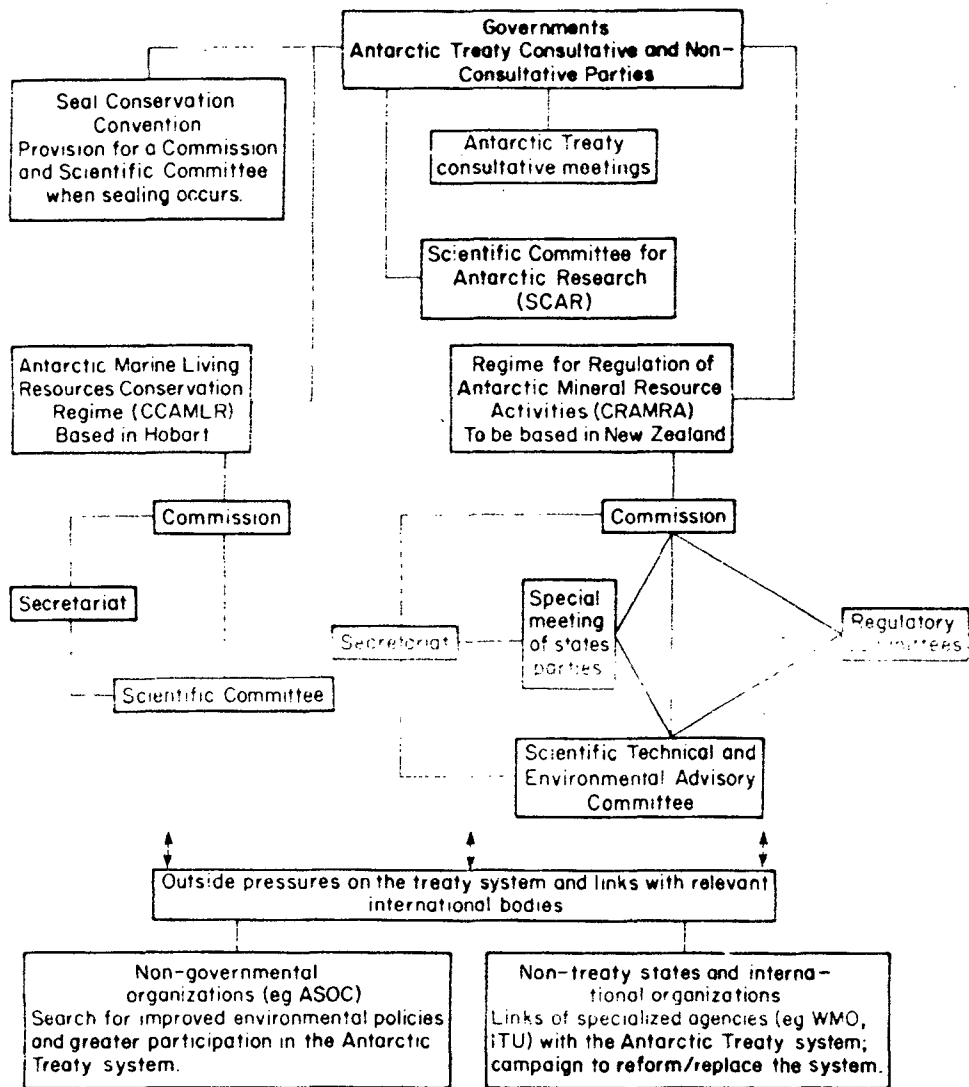 Governments
Antarctic Treaty Consultative and Non-
Consultative Parties
Seal Conservation
Convention
Provision for a Commission
and Scientific Committee
when sealing occurs.
Antarctic Treaty
consultative meetings
Scientific Committee for
Antarctic Research
(SCAR)
Antarctic Marine Living
Resources Conservation
Regime (CCAMLR)
Based in Hobart
Regime for Regulation of
Antarctic Mineral Resource
Activities (CRAMRA)
To be based in New Zealand
Commission
Secretariat
Scientific Committee
Commission
Secretariat
Special
meeting
of states
parties
Regulatory
committees
Scientific Technical and
Environmental Advisory
Committee
Outside pressures on the treaty system and links with relevant
international bodies
Non-governmental
organizations (eg ASOC)
Search for improved environmental policies
and greater participation in the Antarctic
Treaty system.
Non-treaty states and interna-
tional organizations
Links of specialized agencies (eg WMO,
ITU) with the Antarctic Treaty system;
campaign to reform/replace the system.